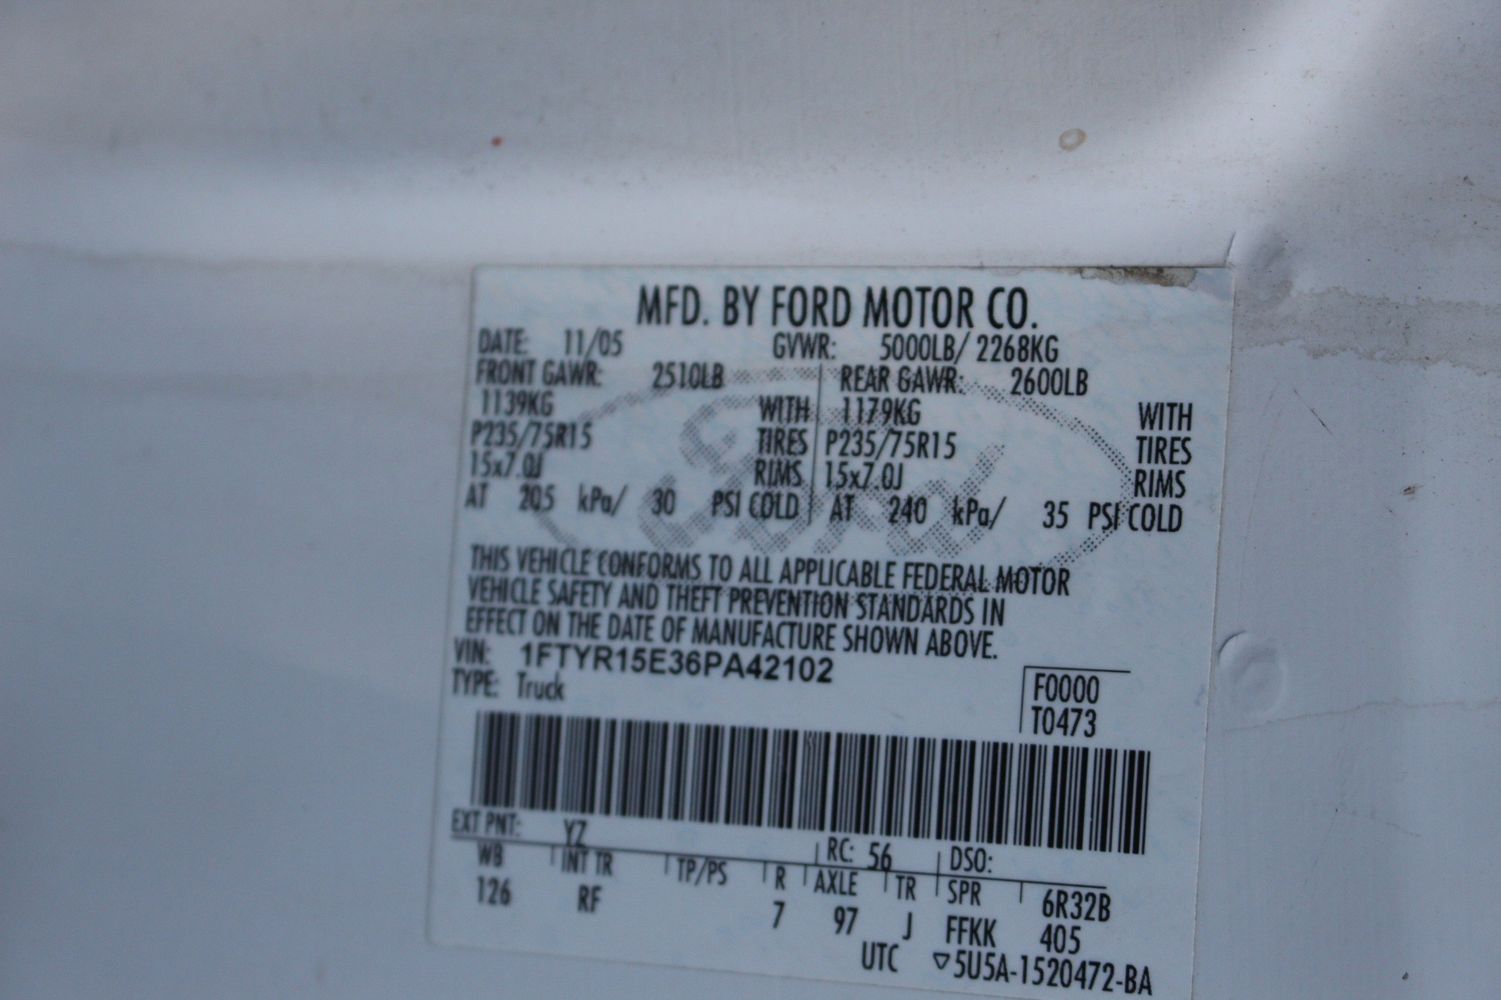 MFD. BY FORD MOTOR CO.
DATE: 11/05 GVWR: 5000LB/ 2268KG
FRONT GAWR: 2510LB REAR GAWR: 2600LB
1139KG WITH 1179KG WITH
P235/75R15 TIRES P235/75R15 TIRES
15x7.0J RIMS 15x7.0J RIMS
AT 205 kPa/ 30 PSI COLD AT 240 kPa/ 35 PSI COLD
Ford
THIS VEHICLE CONFORMS TO ALL APPLICABLE FEDERAL MOTOR
VEHICLE SAFETY AND THEFT PREVENTION STANDARDS IN
EFFECT ON THE DATE OF MANUFACTURE SHOWN ABOVE.
VIN: 1FTYR15E36PA42102
TYPE: Truck
F0000
T0473
EXT PNT: YZ RC: 56 DSO:
WB INT TR TP/PS R AXLE TR SPR 6R32B
126 RF 7 97 J FFKK 405
UTC ▽5U5A-1520472-BA